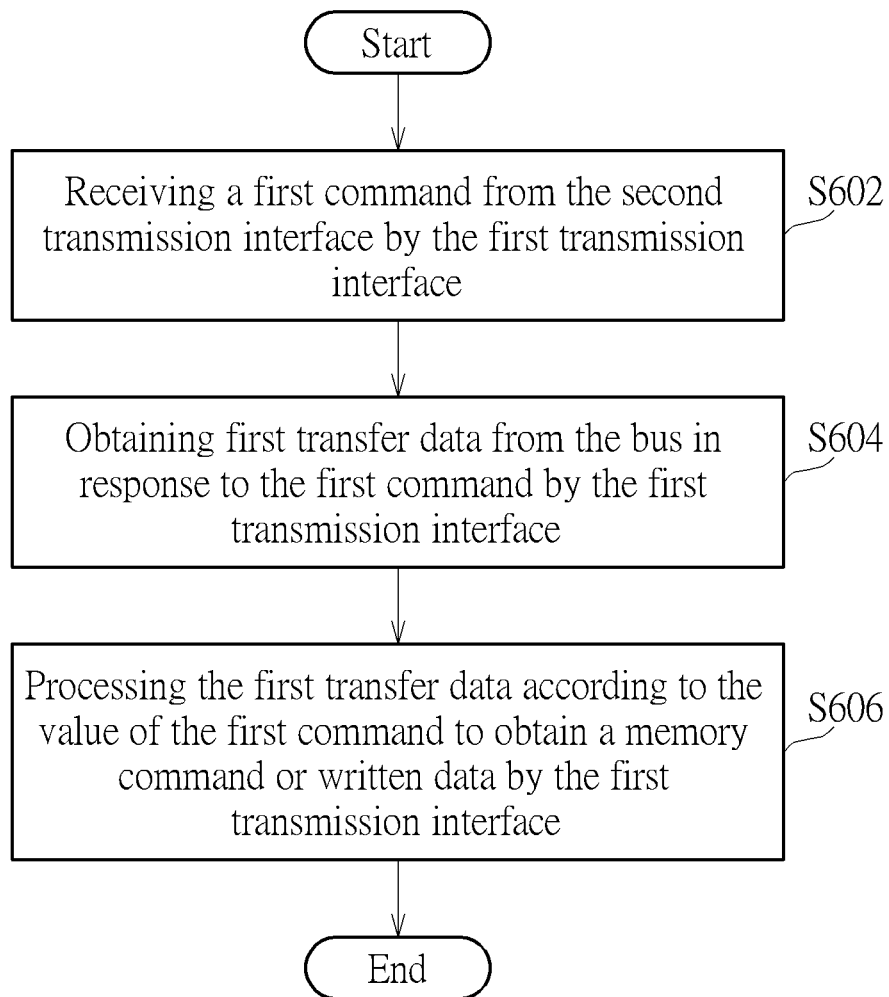 Start
Receiving a first command from the second
transmission interface by the first transmission
interface
S602
Obtaining first transfer data from the bus in
response to the first command by the first
transmission interface
S604
Processing the first transfer data according to the
value of the first command to obtain a memory
command or written data by the first
transmission interface
S606
End